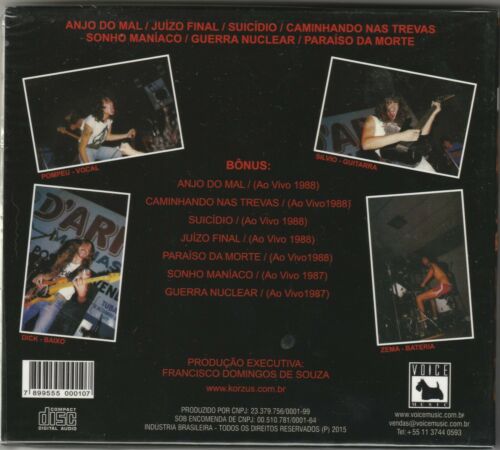 ANJO DO MAL / JUÍZO FINAL / SUICÍDIO / CAMINHANDO NAS TREVAS
SONHO MANÍACO / GUERRA NUCLEAR / PARAÍSO DA MORTE
POMPEU - VOCAL
SILVIO - GUITARRA
BÔNUS:
ANJO DO MAL / (Ao Vivo 1988)
CAMINHANDO NAS TREVAS / (Ao Vivo1988)
SUICÍDIO / (Ao Vivo 1988)
JUÍZO FINAL / (Ao Vivo 1988)
PARAÍSO DA MORTE / (Ao Vivo1988)
SONHO MANÍACO / (Ao Vivo 1987)
GUERRA NUCLEAR / (Ao Vivo1987)
D'AR
DICK - BAIXO
ZEMA - BATERIA
PRODUÇÃO EXECUTIVA:
FRANCISCO DOMINGOS DE SOUZA
www.korzus.com.br
7 899555 000107
COMPACT
disc
DIGITAL AUDIO
PRODUZIDO POR CNPJ: 23.379.756/0001-99
SOB ENCOMENDA DE CNPJ: 00.510.781/0001-64
INDÚSTRIA BRASILEIRA - TODOS OS DIREITOS RESERVADOS (P) 2015
VOICE
MUSIC
www.voicemusic.com.br
vendas@voicemusic.com.br
Tel: +55 11 3744 0593